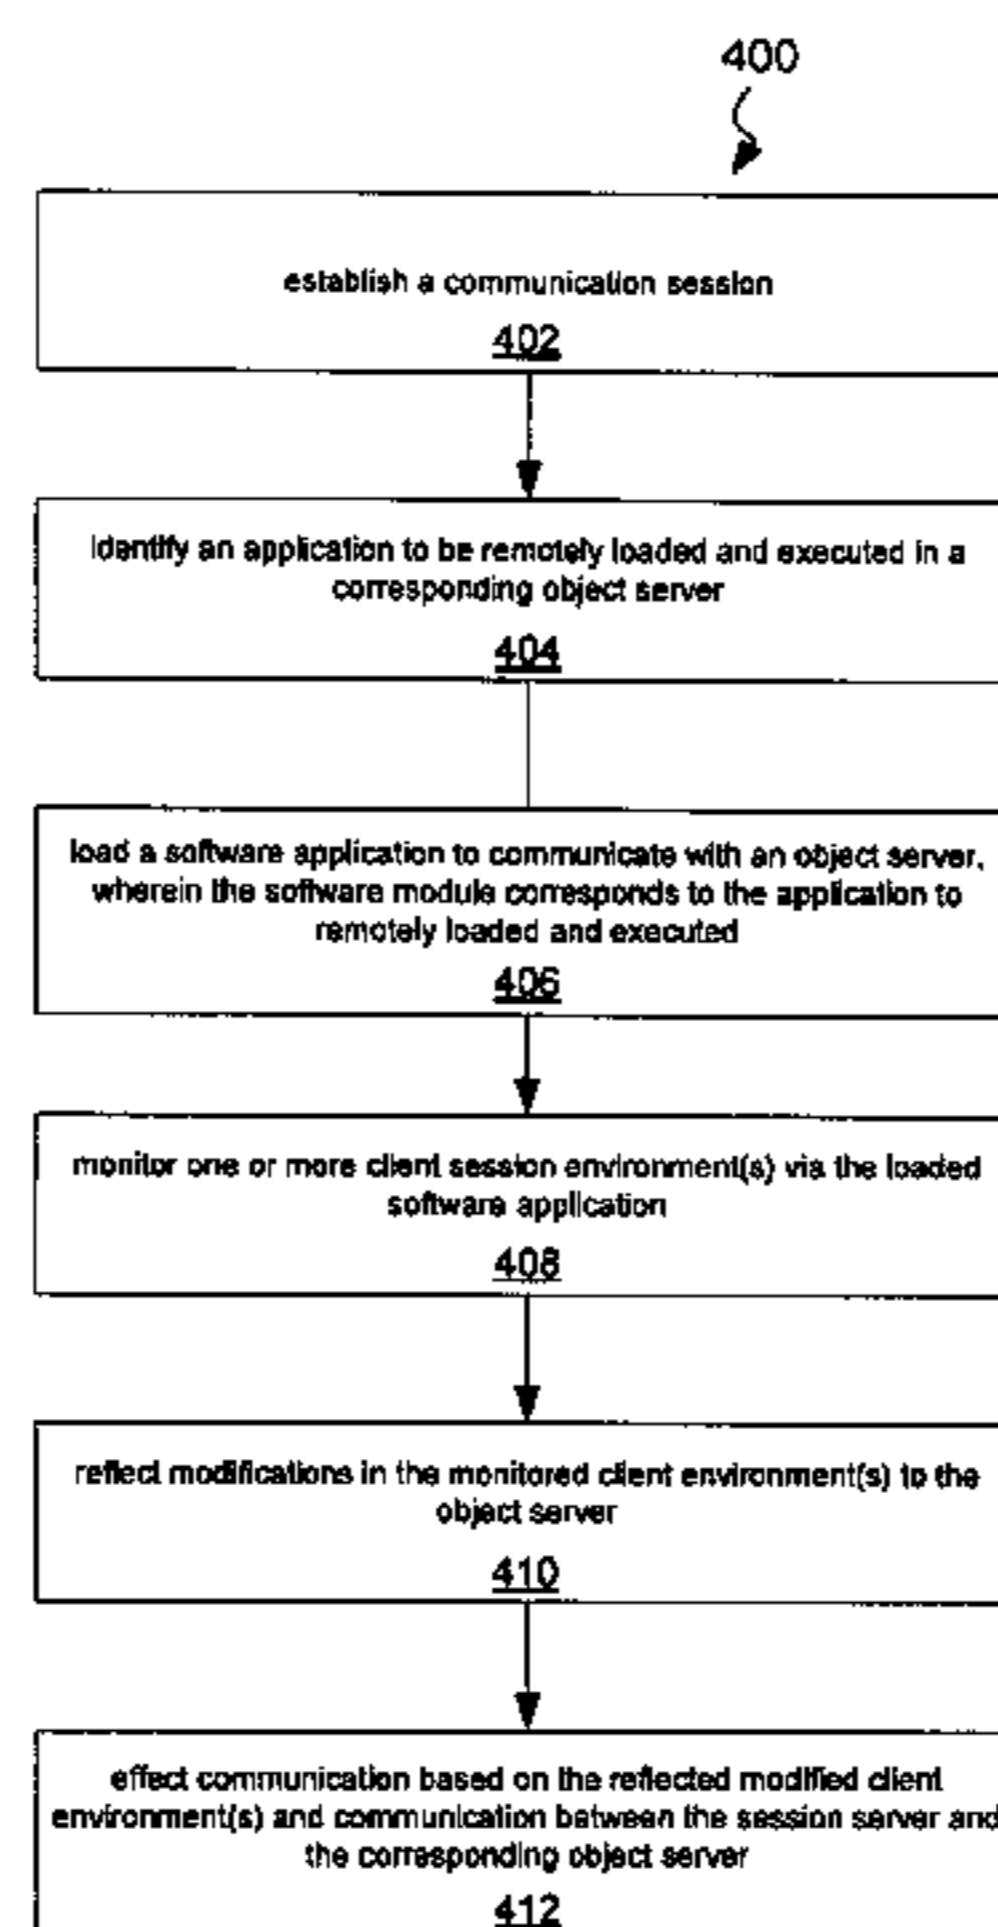 400
establish a communication session
402
identify an application to be remotely loaded and executed in a
corresponding object server
404
load a software application to communicate with an object server,
wherein the software module corresponds to the application to
remotely loaded and executed
406
monitor one or more client session environment(s) via the loaded
software application
408
reflect modifications in the monitored client environment(s) to the
object server
410
effect communication based on the reflected modified client
environment(s) and communication between the session server and
the corresponding object server
412